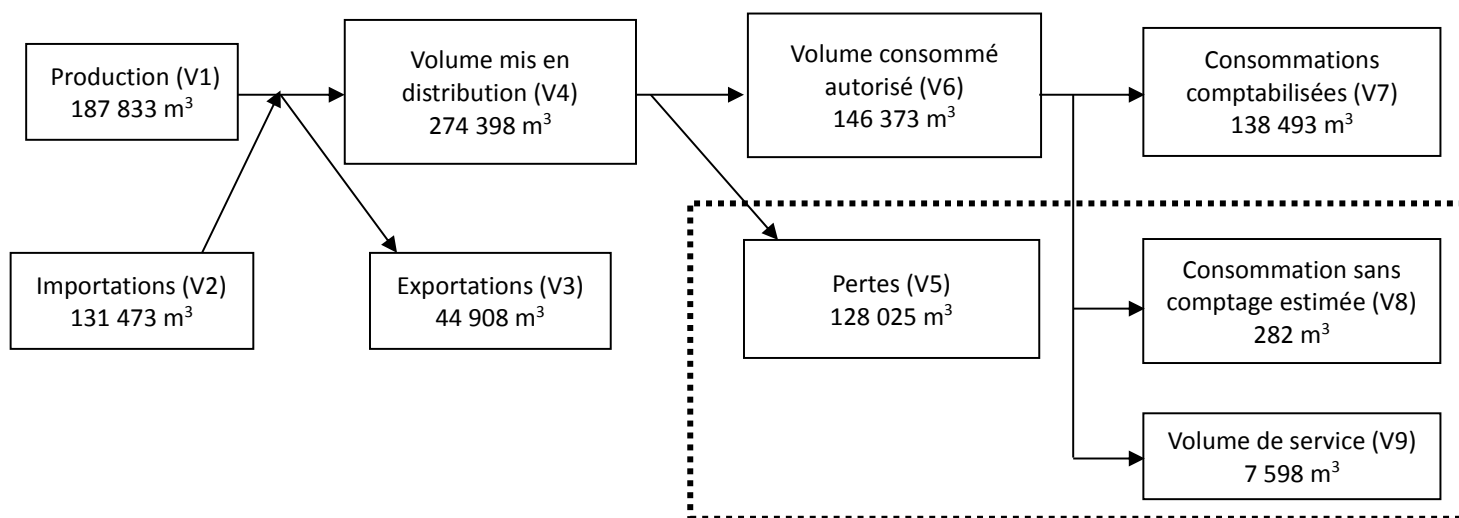 Production (V1)
187 833 m³
Volume mis en
distribution (V4)
274 398 m³
Volume consommé
autorisé (V6)
146 373 m³
Consommations
comptabilisées (V7)
138 493 m³
Importations (V2)
131 473 m³
Exportations (V3)
44 908 m³
Pertes (V5)
128 025 m³
Consommation sans
comptage estimée (V8)
282 m³
Volume de service (V9)
7 598 m³